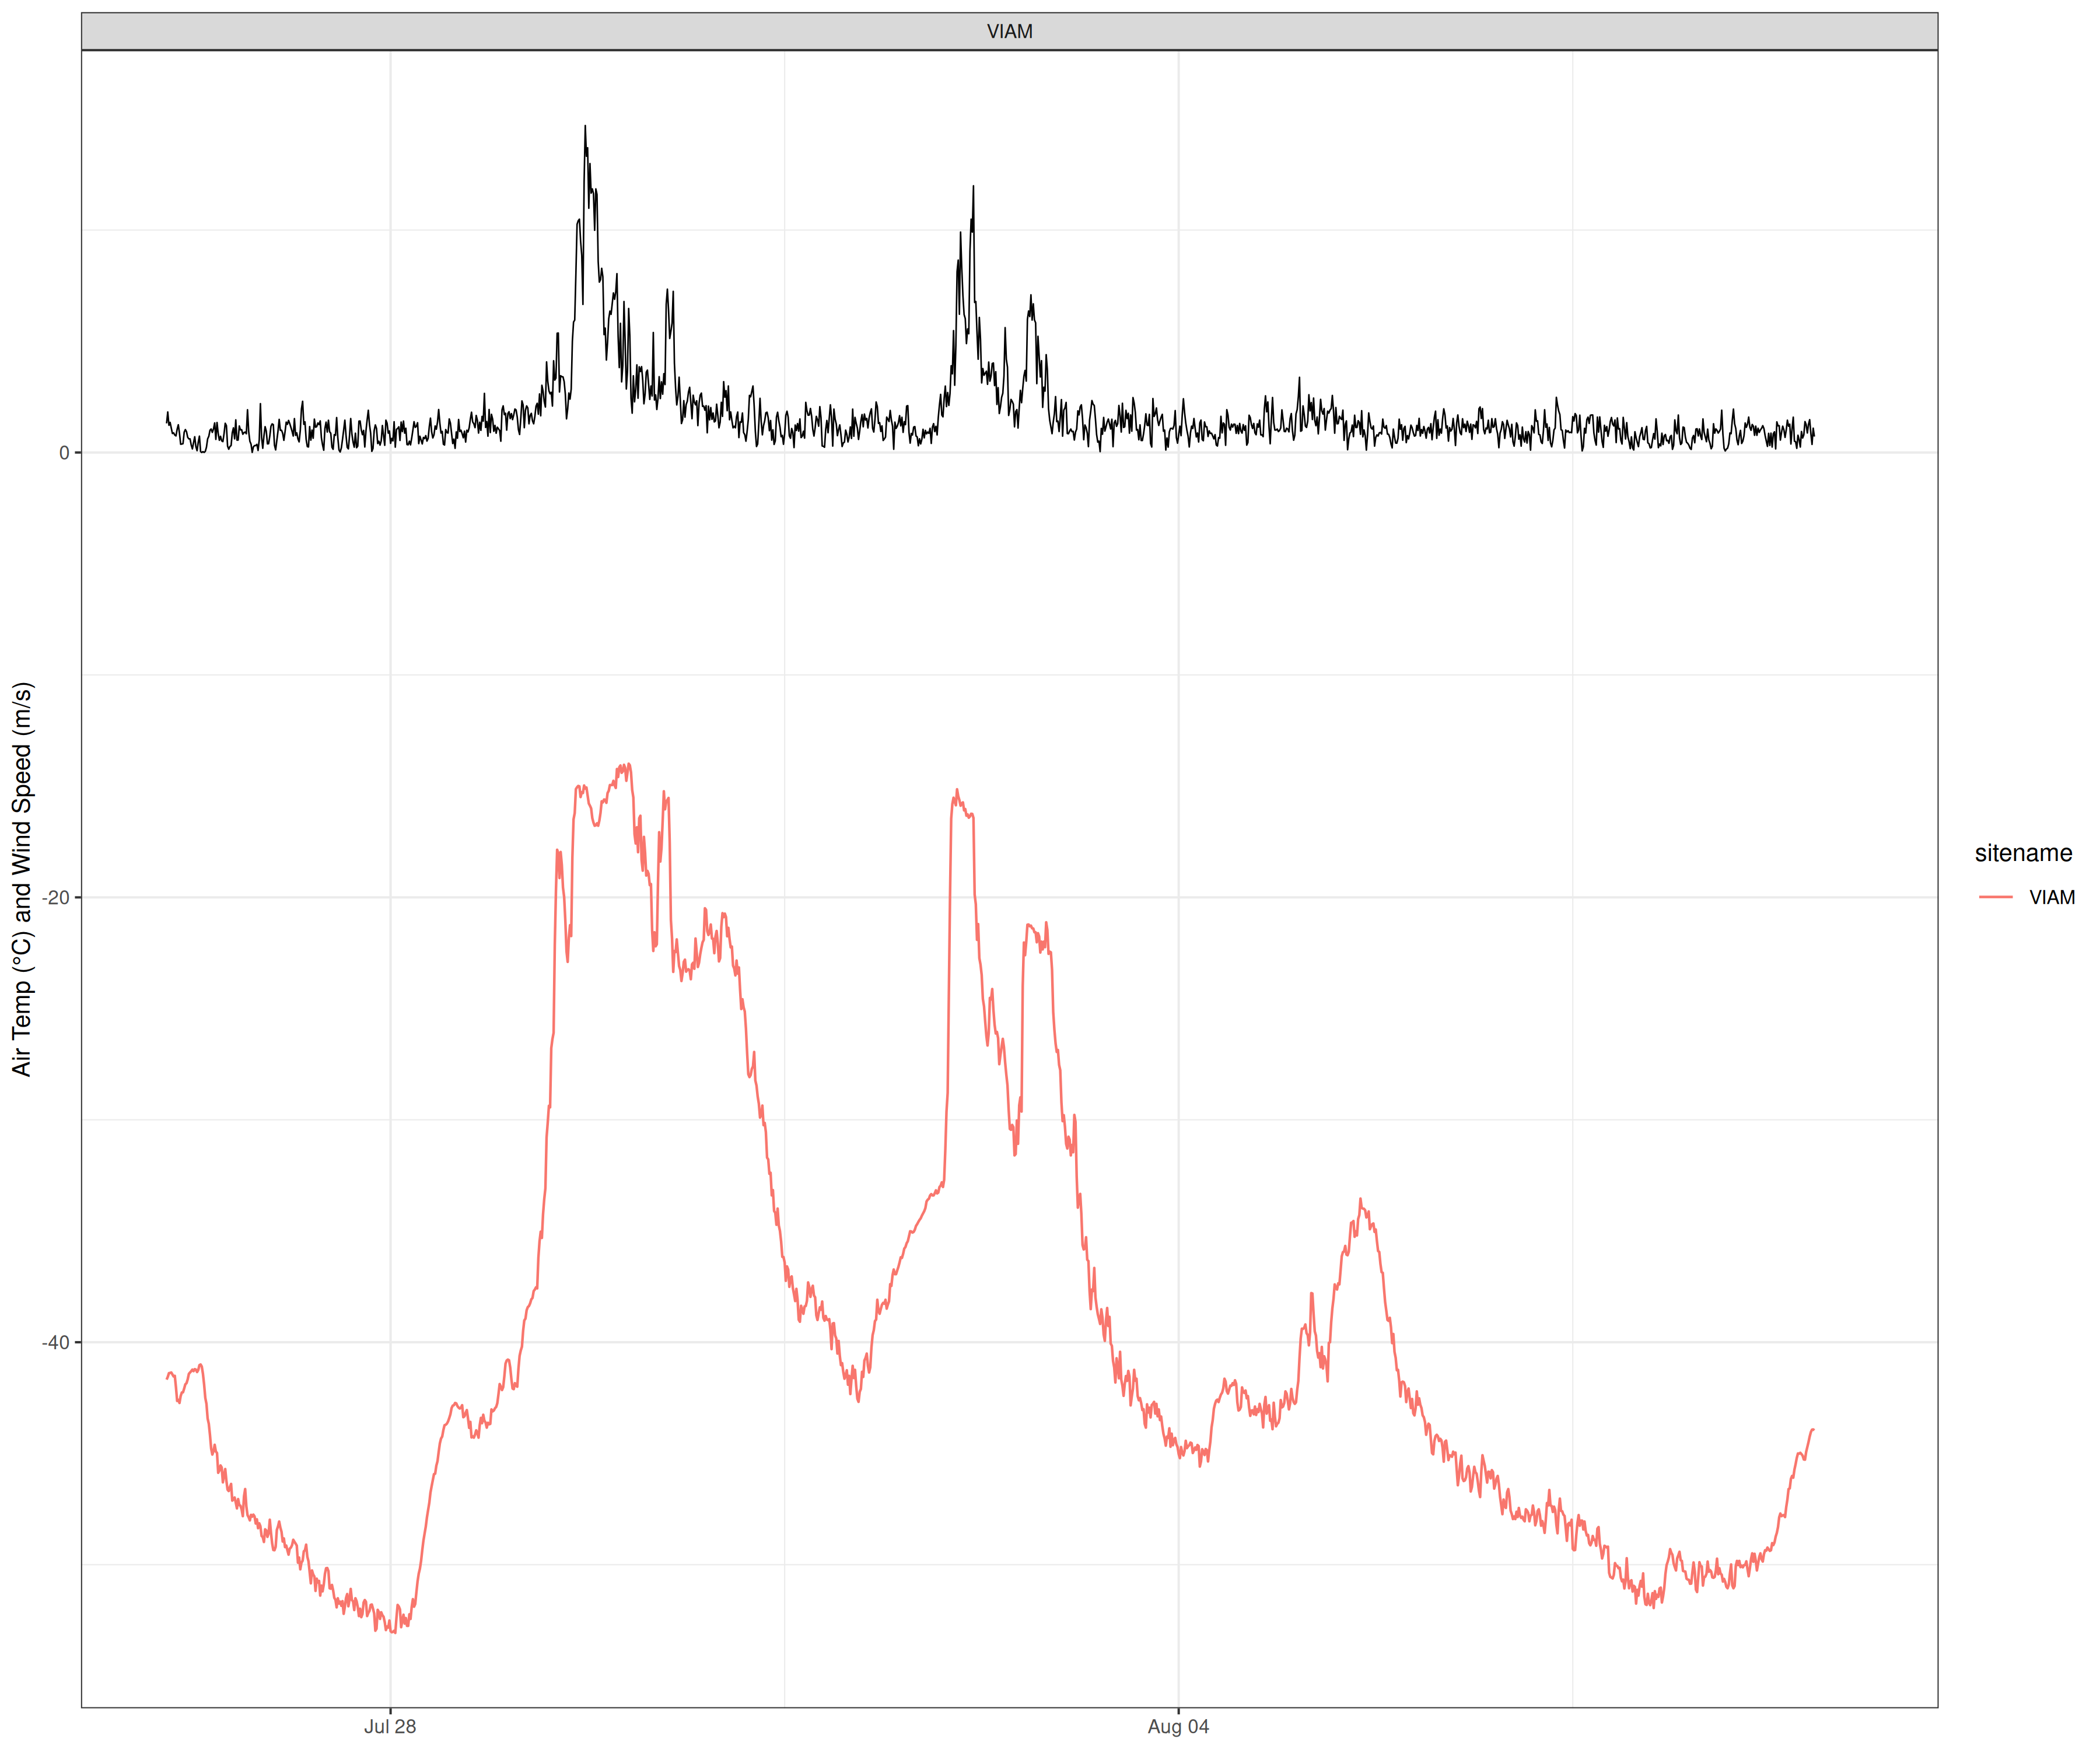 VIAM
Air Temp (°C) and Wind Speed (m/s)
0
-20
-40
Jul 28
Aug 04
sitename
VIAM